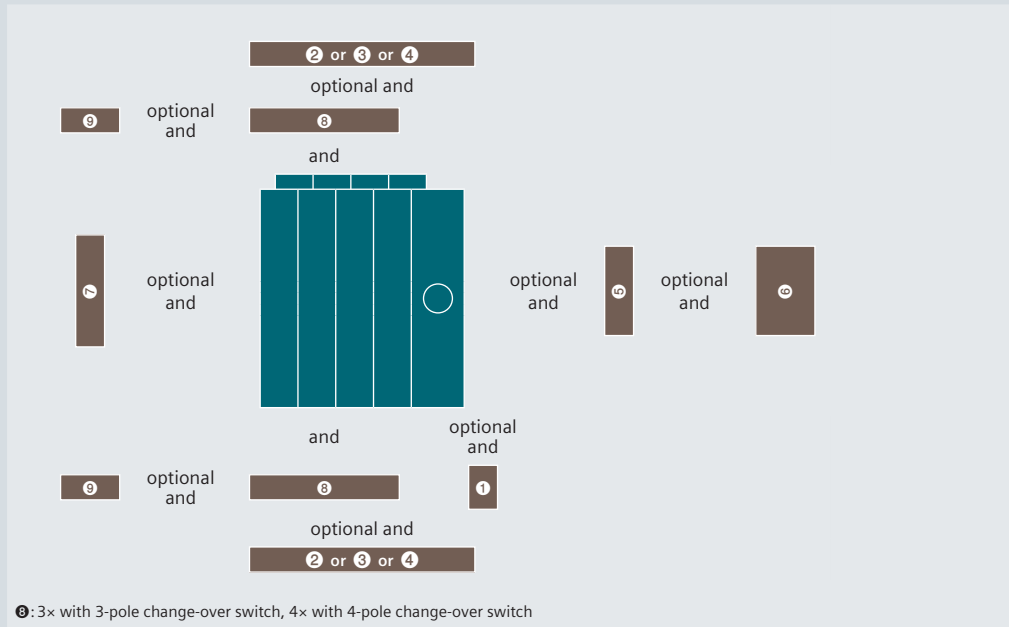 ❷ or ❸ or ❹
optional and
❾
optional
and
❽
and
❼
optional
and
optional
and
❺
optional
and
❻
and
optional
and
❾
optional
and
❽
❶
optional and
❷ or ❸ or ❹
❽: 3× with 3-pole change-over switch, 4× with 4-pole change-over switch